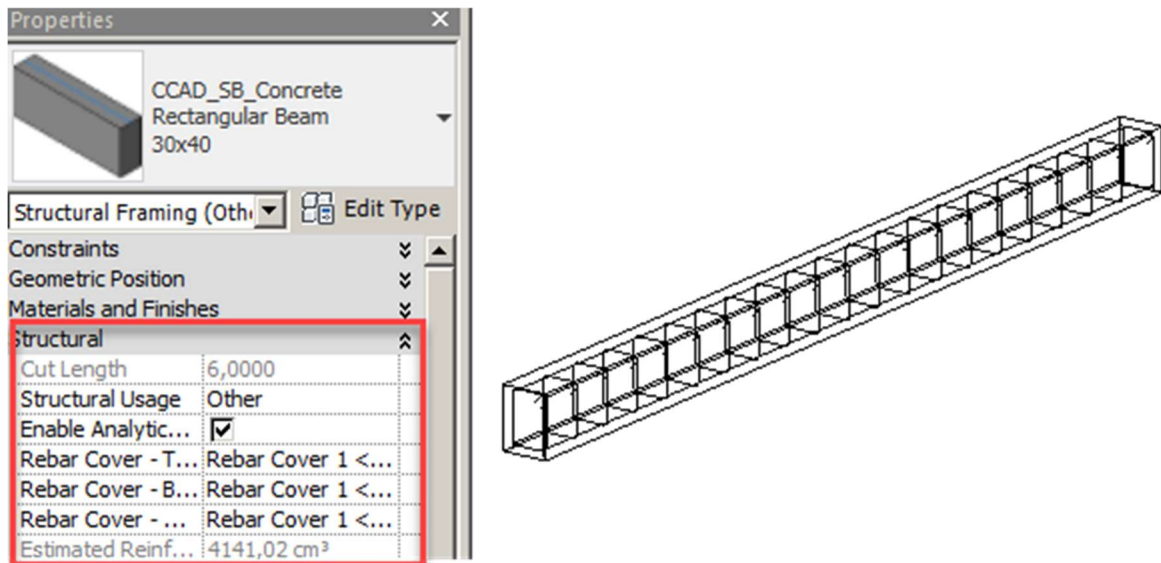 Properties
CCAD_SB_Concrete
Rectangular Beam
30x40
Structural Framing (Oth
Edit Type
Constraints
Geometric Position
Materials and Finishes
Structural
Cut Length 6,0000
Structural Usage Other
Enable Analytic...
Rebar Cover - T... Rebar Cover 1 <...
Rebar Cover - B... Rebar Cover 1 <...
Rebar Cover - ... Rebar Cover 1 <...
Estimated Reinf... 4141,02 cm³